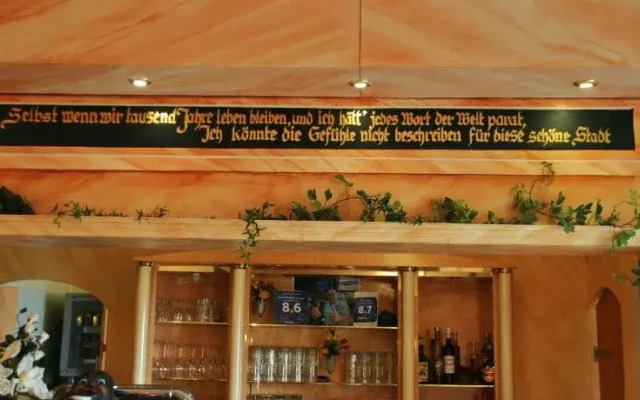 Selbst wenn wir tausend Jahre leben bleiben, und ich hätt' jedes Wort der Welt parat,
Ich könnte die Gefühle nicht beschreiben für diese schöne Stadt
8,6
8,7